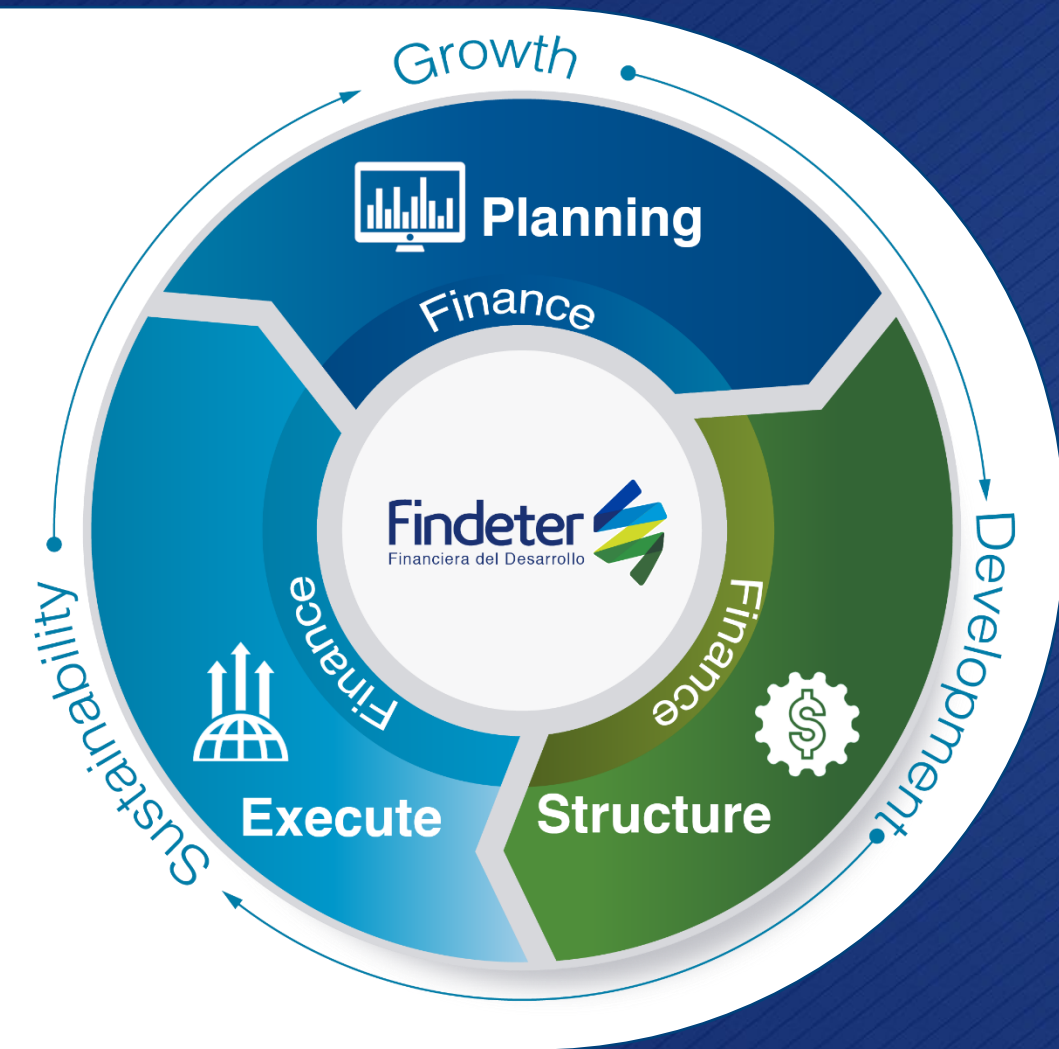 Growth
Planning
Finance
Findeter
Financiera del Desarrollo
Finance
Finance
Development
Sustainability
Execute
Structure
$